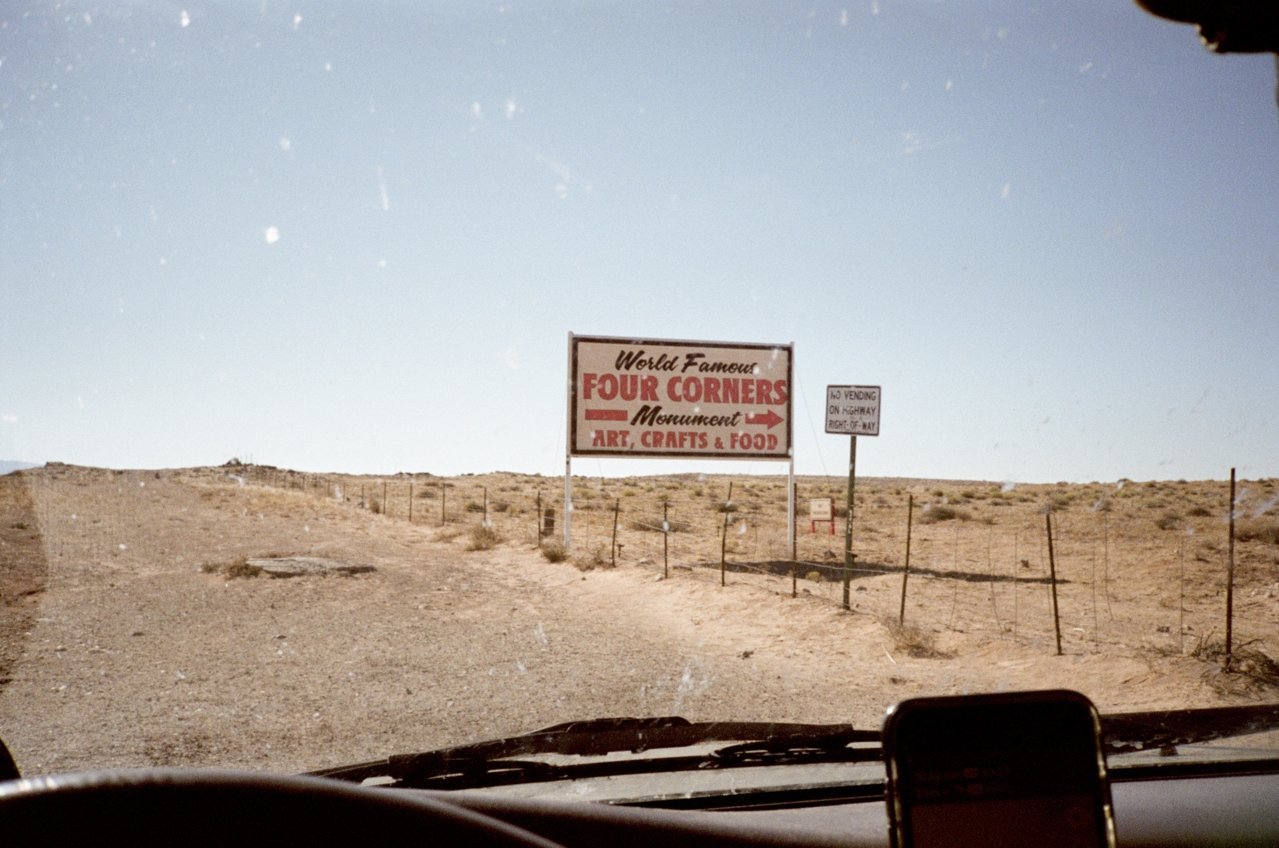 World Famous
FOUR CORNERS
Monument
ART, CRAFTS & FOOD
NO VENDING
ON HIGHWAY
RIGHT-OF-WAY